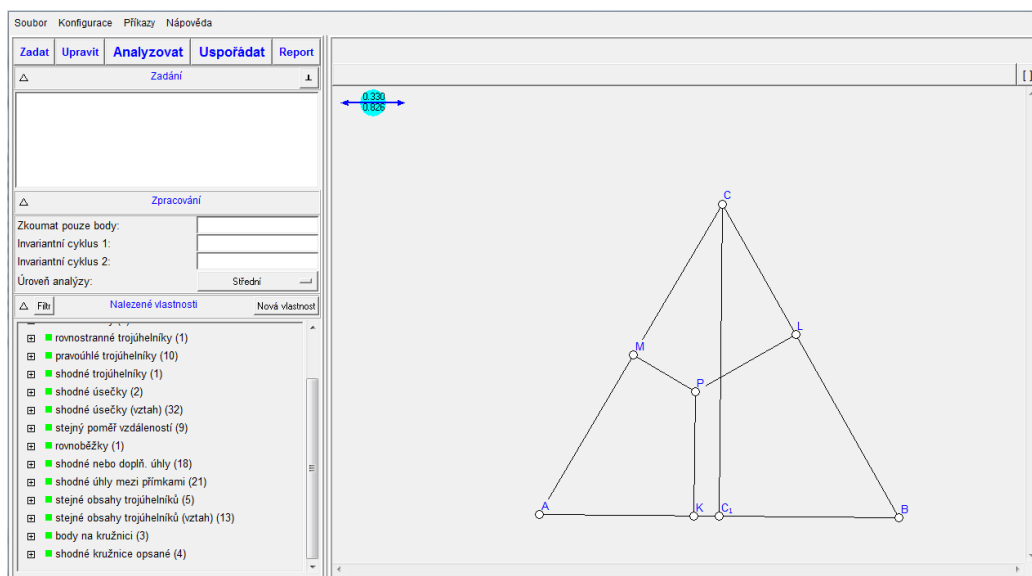 Soubor Konfigurace Příkazy Nápověda
Zadat Upravit Analyzovat Uspořádat Report
Zadání
Zpracování
Zkoumat pouze body:
Invariantní cyklus 1:
Invariantní cyklus 2:
Úroveň analýzy: Střední
Filtr Nalezené vlastnosti Nová vlastnost
rovnostranné trojúhelníky (1)
pravoúhlé trojúhelníky (10)
shodné trojúhelníky (1)
shodné úsečky (2)
shodné úsečky (vztah) (32)
stejný poměr vzdáleností (9)
rovnoběžky (1)
shodné nebo doplň. úhly (18)
shodné úhly mezi přímkami (21)
stejné obsahy trojúhelníků (5)
stejné obsahy trojúhelníků (vztah) (13)
body na kružnici (3)
shodné kružnice opsané (4)
[ ]
0.330
0.826
C
L
M
P
A K C₁ B